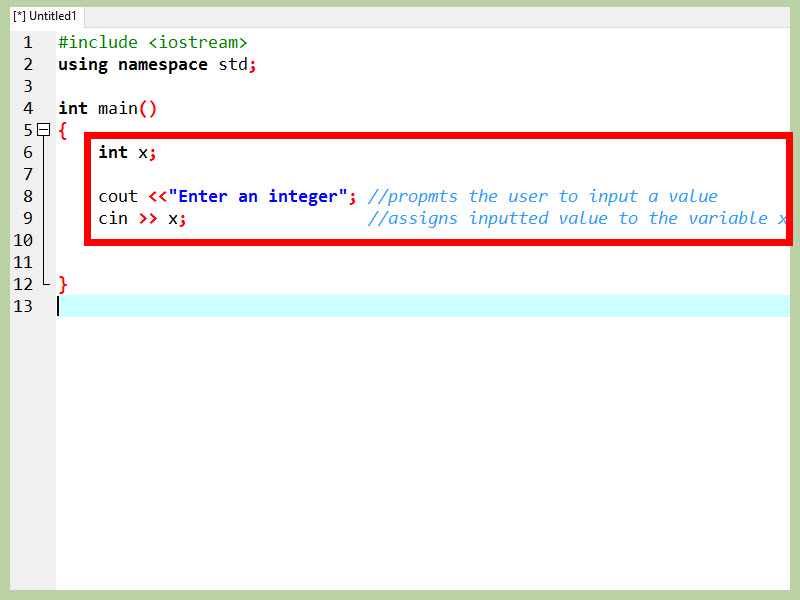 [*] Untitled1
1 #include <iostream>
2 using namespace std;
3
4 int main()
5 {
6 int x;
7
8 cout <<"Enter an integer"; //propmts the user to input a value
9 cin >> x; //assigns inputted value to the variable x
10
11
12 }
13